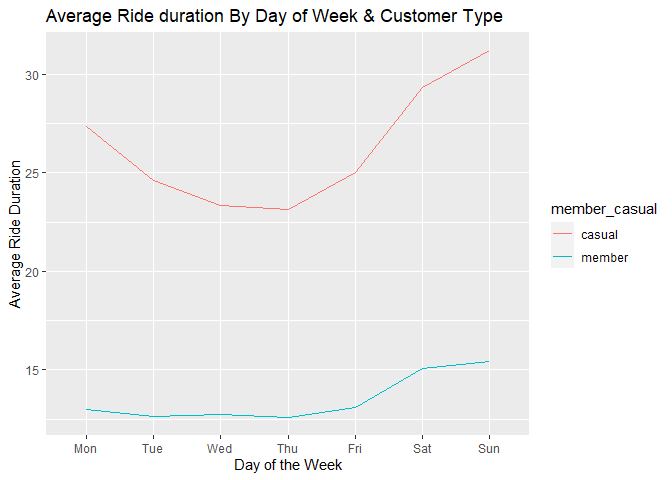 Average Ride duration By Day of Week & Customer Type
Average Ride Duration
30
25
20
15
Mon Tue Wed Thu Fri Sat Sun
Day of the Week
member_casual
casual
member